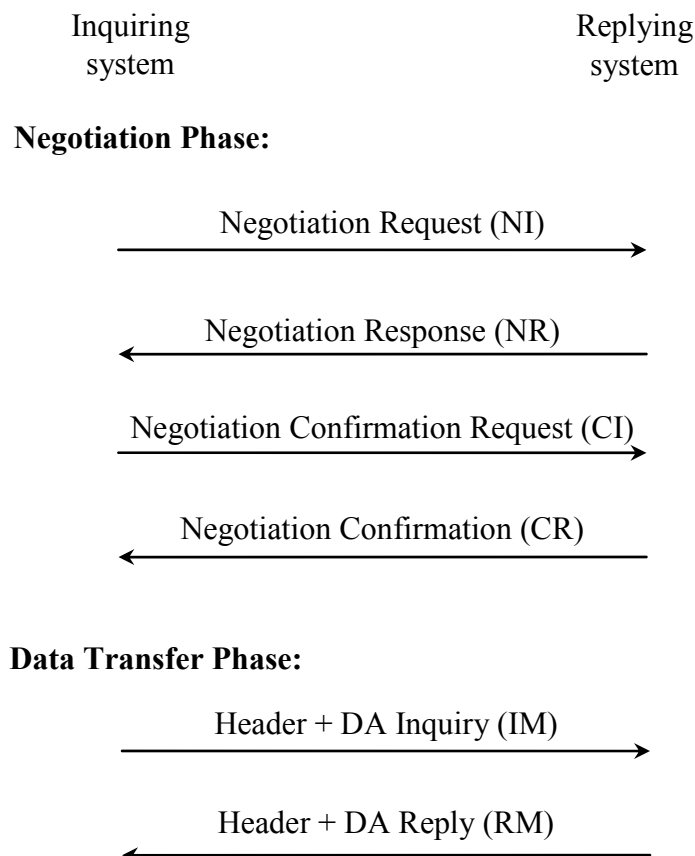 Inquiring
system
Replying
system
Negotiation Phase:
Negotiation Request (NI)
Negotiation Response (NR)
Negotiation Confirmation Request (CI)
Negotiation Confirmation (CR)
Data Transfer Phase:
Header + DA Inquiry (IM)
Header + DA Reply (RM)